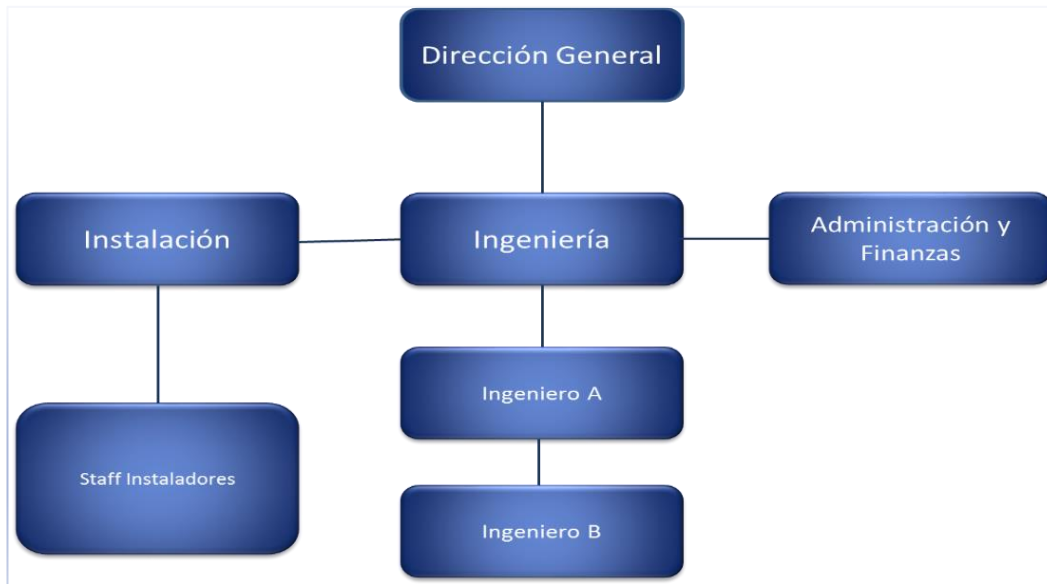 Dirección General
Instalación
Ingeniería
Administración y
Finanzas
Ingeniero A
Staff Instaladores
Ingeniero B